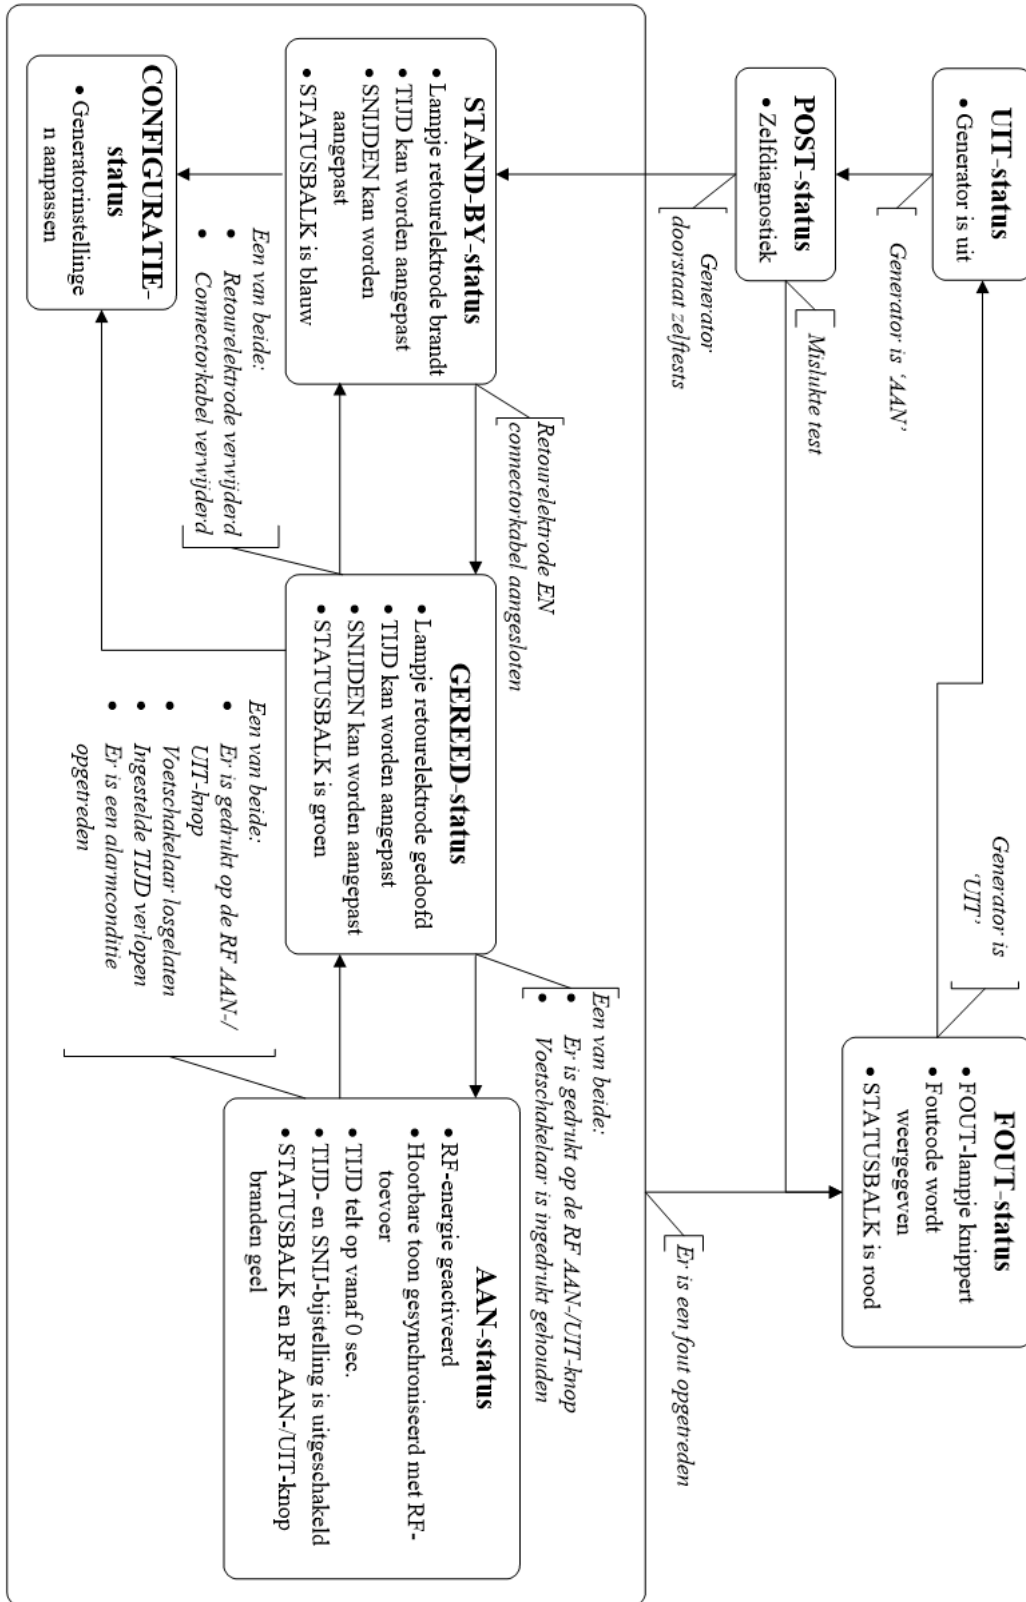 UIT-status
• Generator is uit
Generator is ‘AAN’
POST-status
• Zelfdiagnostiek
Mislukte test
Generator
doorstaat zelftests
Generator is
‘UIT’
FOUT-status
• FOUT-lampje knippert
• Foutcode wordt
weergegeven
• STATUSBALK is rood
Er is een fout opgetreden
STAND-BY-status
• Lampje retourelektrode brandt
• TIJD kan worden aangepast
• SNIJDEN kan worden
aangepast
• STATUSBALK is blauw
Retourelektrode EN
connectorkabel aangesloten
GEREED-status
• Lampje retourelektrode gedoofd
• TIJD kan worden aangepast
• SNIJDEN kan worden aangepast
• STATUSBALK is groen
Een van beide:
• Er is gedrukt op de RF AAN-/UIT-knop
• Voetschakelaar is ingedrukt gehouden
AAN-status
• RF-energie geactiveerd
• Hoorbare toon gesynchroniseerd met RF-
toevoer
• TIJD telt op vanaf 0 sec.
• TIJD- en SNIJ-bijstelling is uitgeschakeld
• STATUSBALK en RF AAN-/UIT-knop
branden geel
Een van beide:
• Retourelektrode verwijderd
• Connectorkabel verwijderd
Een van beide:
• Er is gedrukt op de RF AAN-/
UIT-knop
• Voetschakelaar losgelaten
• Ingestelde TIJD verlopen
• Er is een alarmconditie
opgetreden
CONFIGURATIE-
status
• Generatorinstellinge
n aanpassen